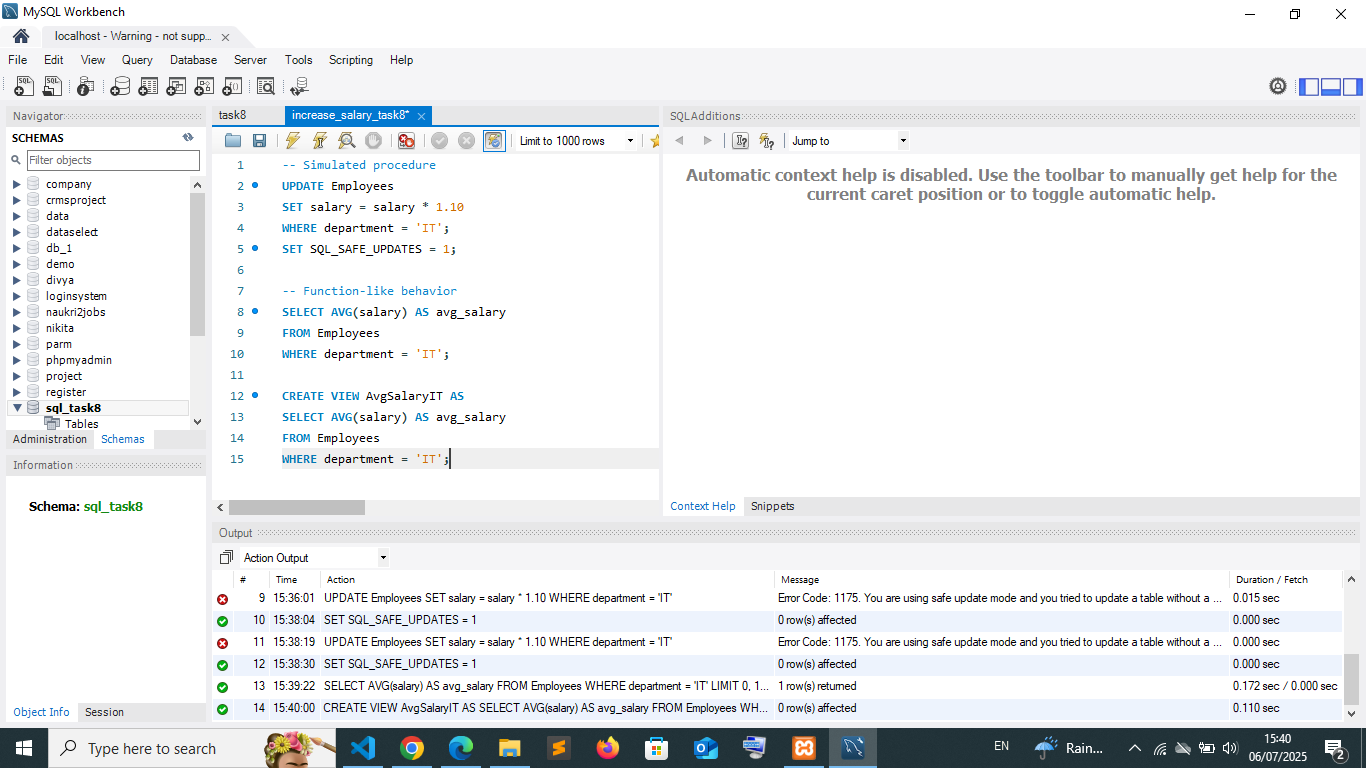 MySQL Workbench
localhost - Warning - not supp...
File Edit View Query Database Server Tools Scripting Help
Navigator
SCHEMAS
Filter objects
company
crmsproject
data
dataselect
db_1
demo
divya
loginsystem
naukri2jobs
nikita
parm
phpmyadmin
project
register
sql_task8
Tables
Administration Schemas
Information
Schema: sql_task8
Object Info Session
task8 increase_salary_task8*
Limit to 1000 rows
1 -- Simulated procedure
2 UPDATE Employees
3 SET salary = salary * 1.10
4 WHERE department = 'IT';
5 SET SQL_SAFE_UPDATES = 1;
6
7 -- Function-like behavior
8 SELECT AVG(salary) AS avg_salary
9 FROM Employees
10 WHERE department = 'IT';
11
12 CREATE VIEW AvgSalaryIT AS
13 SELECT AVG(salary) AS avg_salary
14 FROM Employees
15 WHERE department = 'IT';
SQLAdditions
Jump to
Automatic context help is disabled. Use the toolbar to manually get help for the
current caret position or to toggle automatic help.
Context Help Snippets
Output
Action Output
# Time Action Message Duration / Fetch
9 15:36:01 UPDATE Employees SET salary = salary * 1.10 WHERE department = 'IT' Error Code: 1175. You are using safe update mode and you tried to update a table without a ... 0.015 sec
10 15:38:04 SET SQL_SAFE_UPDATES = 1 0 row(s) affected 0.000 sec
11 15:38:19 UPDATE Employees SET salary = salary * 1.10 WHERE department = 'IT' Error Code: 1175. You are using safe update mode and you tried to update a table without a ... 0.000 sec
12 15:38:30 SET SQL_SAFE_UPDATES = 1 0 row(s) affected 0.000 sec
13 15:39:22 SELECT AVG(salary) AS avg_salary FROM Employees WHERE department = 'IT' LIMIT 0, 1... 1 row(s) returned 0.172 sec / 0.000 sec
14 15:40:00 CREATE VIEW AvgSalaryIT AS SELECT AVG(salary) AS avg_salary FROM Employees WH... 0 row(s) affected 0.110 sec
Type here to search
EN
Rain...
15:40
06/07/2025
2